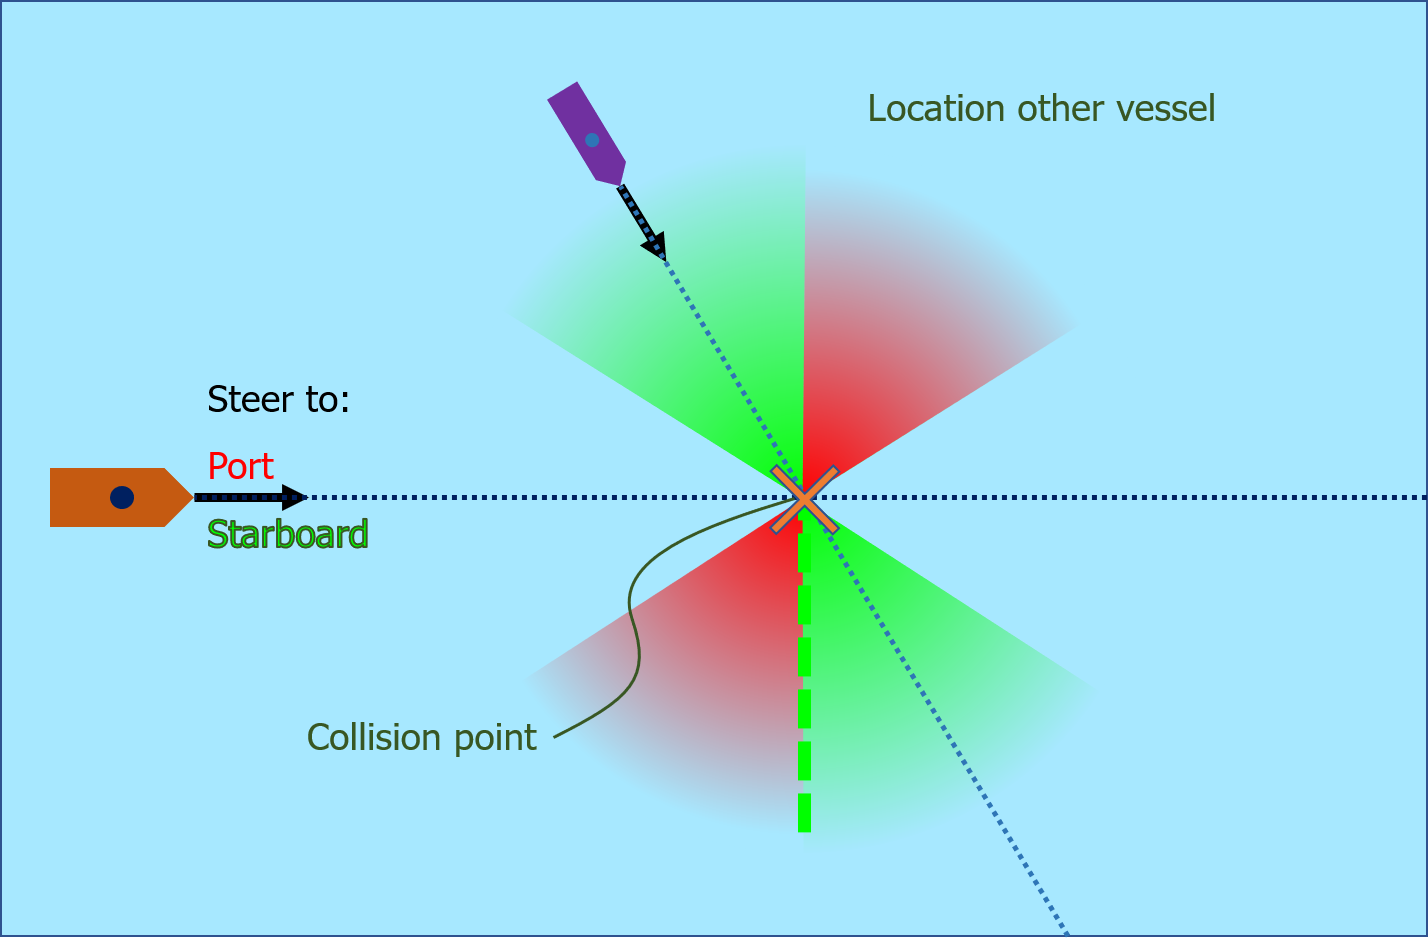 Location other vessel
Steer to:
Port
Starboard
Collision point